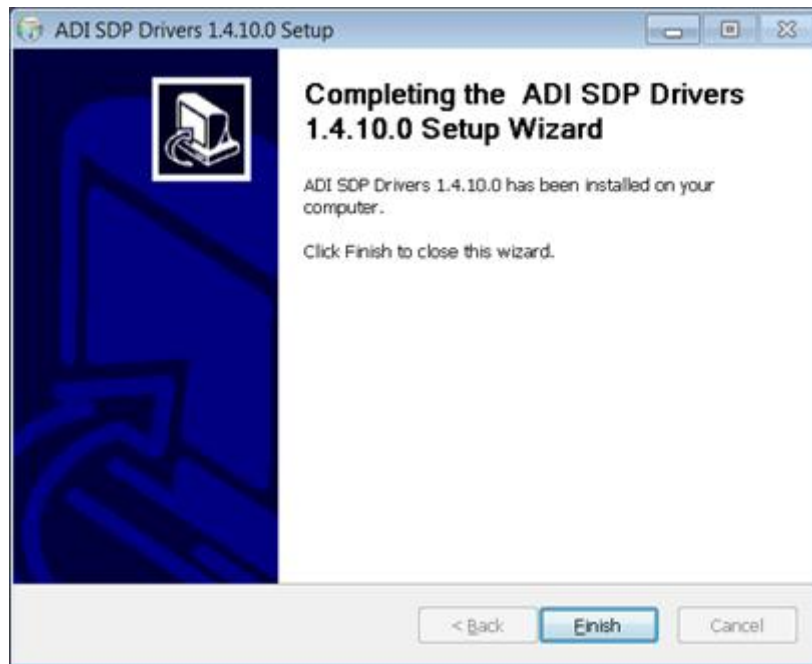 ADI SDP Drivers 1.4.10.0 Setup
Completing the ADI SDP Drivers
1.4.10.0 Setup Wizard
ADI SDP Drivers 1.4.10.0 has been installed on your
computer.
Click Finish to close this wizard.
< Back
Finish
Cancel